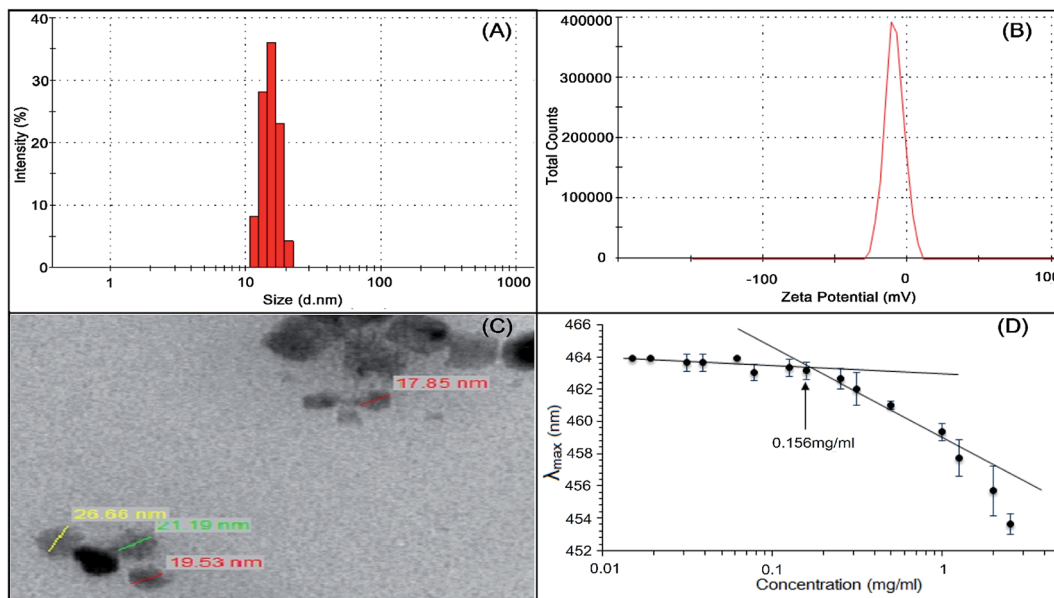 (A)
40
30
20
10
0
Intensity (%)
1
10
100
1000
Size (d.nm)
(B)
400000
300000
200000
100000
0
Total Counts
-100
0
100
Zeta Potential (mV)
(C)
17.85 nm
26.66 nm
21.19 nm
19.53 nm
(D)
466
464
462
460
458
456
454
452
λmax (nm)
0.156mg/ml
0.01
0.1
1
Concentration (mg/ml)